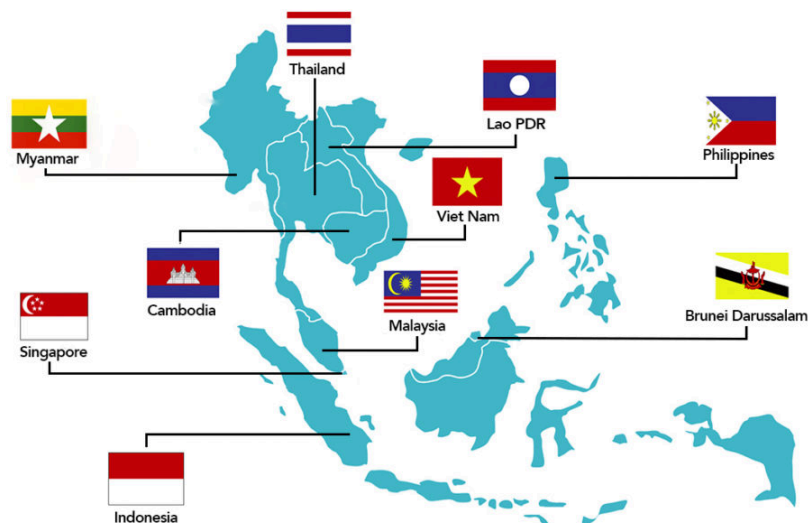 Thailand
Lao PDR
Myanmar
Philippines
Viet Nam
Cambodia
Malaysia
Brunei Darussalam
Singapore
Indonesia